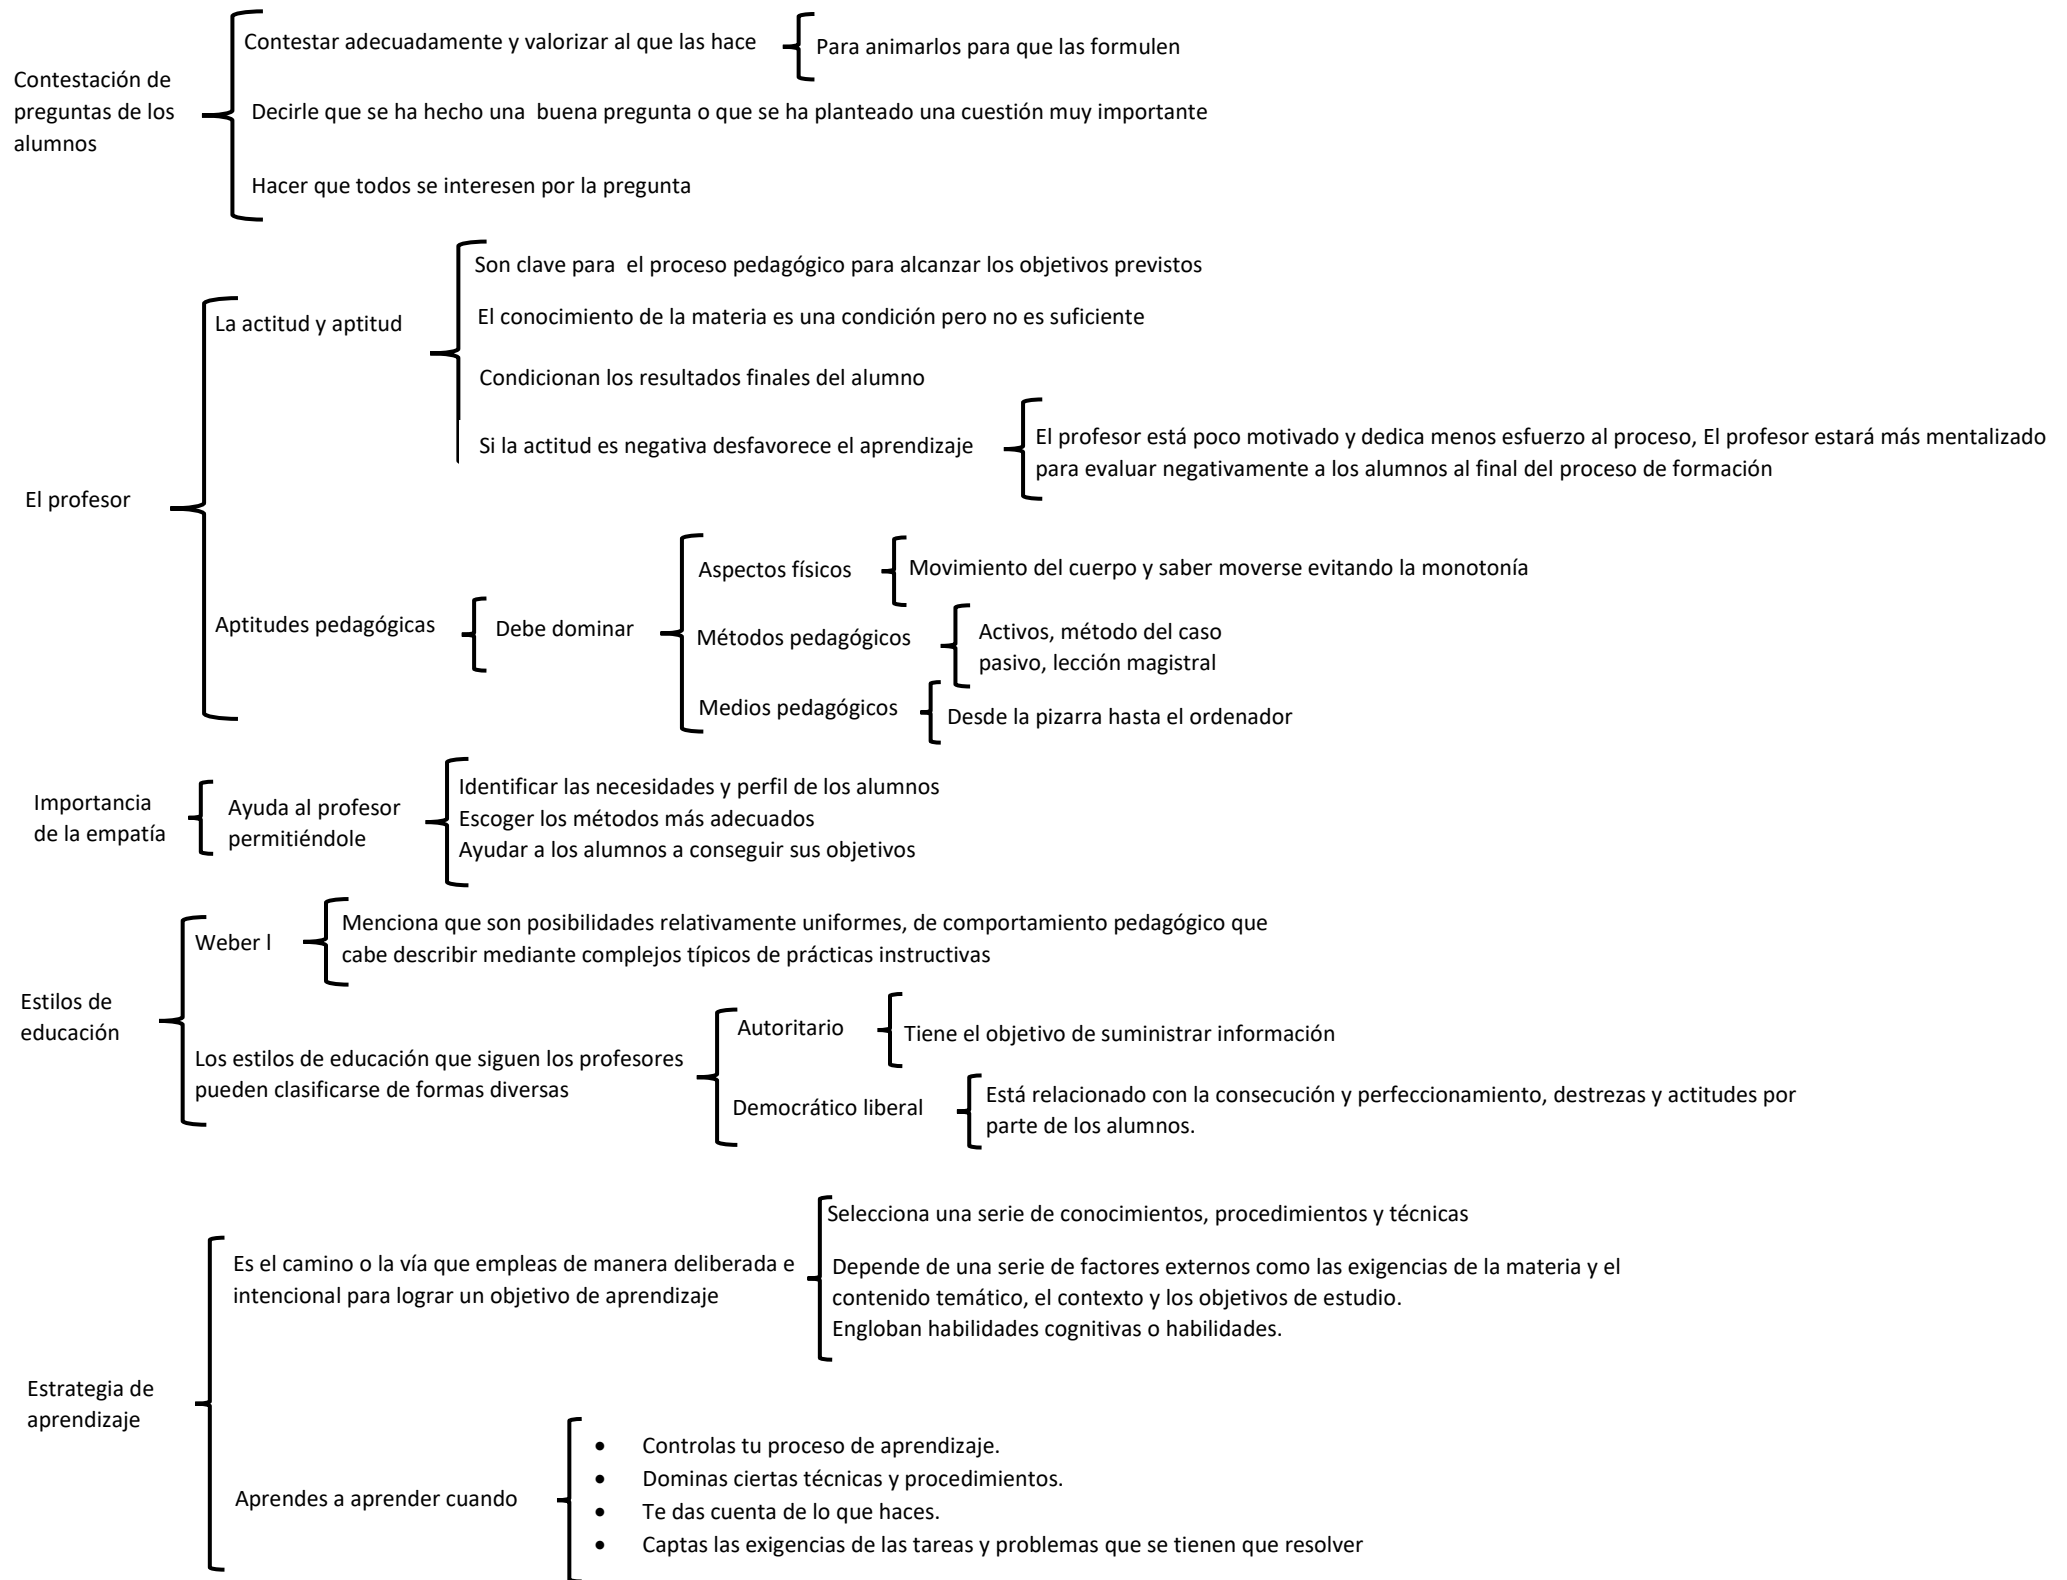 Contestación de
preguntas de los
alumnos
Contestar adecuadamente y valorizar al que las hace
Para animarlos para que las formulen
Decirle que se ha hecho una  buena pregunta o que se ha planteado una cuestión muy importante
Hacer que todos se interesen por la pregunta
El profesor
La actitud y aptitud
Son clave para  el proceso pedagógico para alcanzar los objetivos previstos
El conocimiento de la materia es una condición pero no es suficiente
Condicionan los resultados finales del alumno
Si la actitud es negativa desfavorece el aprendizaje
El profesor está poco motivado y dedica menos esfuerzo al proceso, El profesor estará más mentalizado
para evaluar negativamente a los alumnos al final del proceso de formación
Aptitudes pedagógicas
Debe dominar
Aspectos físicos
Movimiento del cuerpo y saber moverse evitando la monotonía
Métodos pedagógicos
Activos, método del caso
pasivo, lección magistral
Medios pedagógicos
Desde la pizarra hasta el ordenador
Importancia
de la empatía
Ayuda al profesor
permitiéndole
Identificar las necesidades y perfil de los alumnos
Escoger los métodos más adecuados
Ayudar a los alumnos a conseguir sus objetivos
Estilos de
educación
Weber l
Menciona que son posibilidades relativamente uniformes, de comportamiento pedagógico que
cabe describir mediante complejos típicos de prácticas instructivas
Los estilos de educación que siguen los profesores
pueden clasificarse de formas diversas
Autoritario
Tiene el objetivo de suministrar información
Democrático liberal
Está relacionado con la consecución y perfeccionamiento, destrezas y actitudes por
parte de los alumnos.
Estrategia de
aprendizaje
Es el camino o la vía que empleas de manera deliberada e
intencional para lograr un objetivo de aprendizaje
Selecciona una serie de conocimientos, procedimientos y técnicas
Depende de una serie de factores externos como las exigencias de la materia y el
contenido temático, el contexto y los objetivos de estudio.
Engloban habilidades cognitivas o habilidades.
Aprendes a aprender cuando
• Controlas tu proceso de aprendizaje.
• Dominas ciertas técnicas y procedimientos.
• Te das cuenta de lo que haces.
• Captas las exigencias de las tareas y problemas que se tienen que resolver